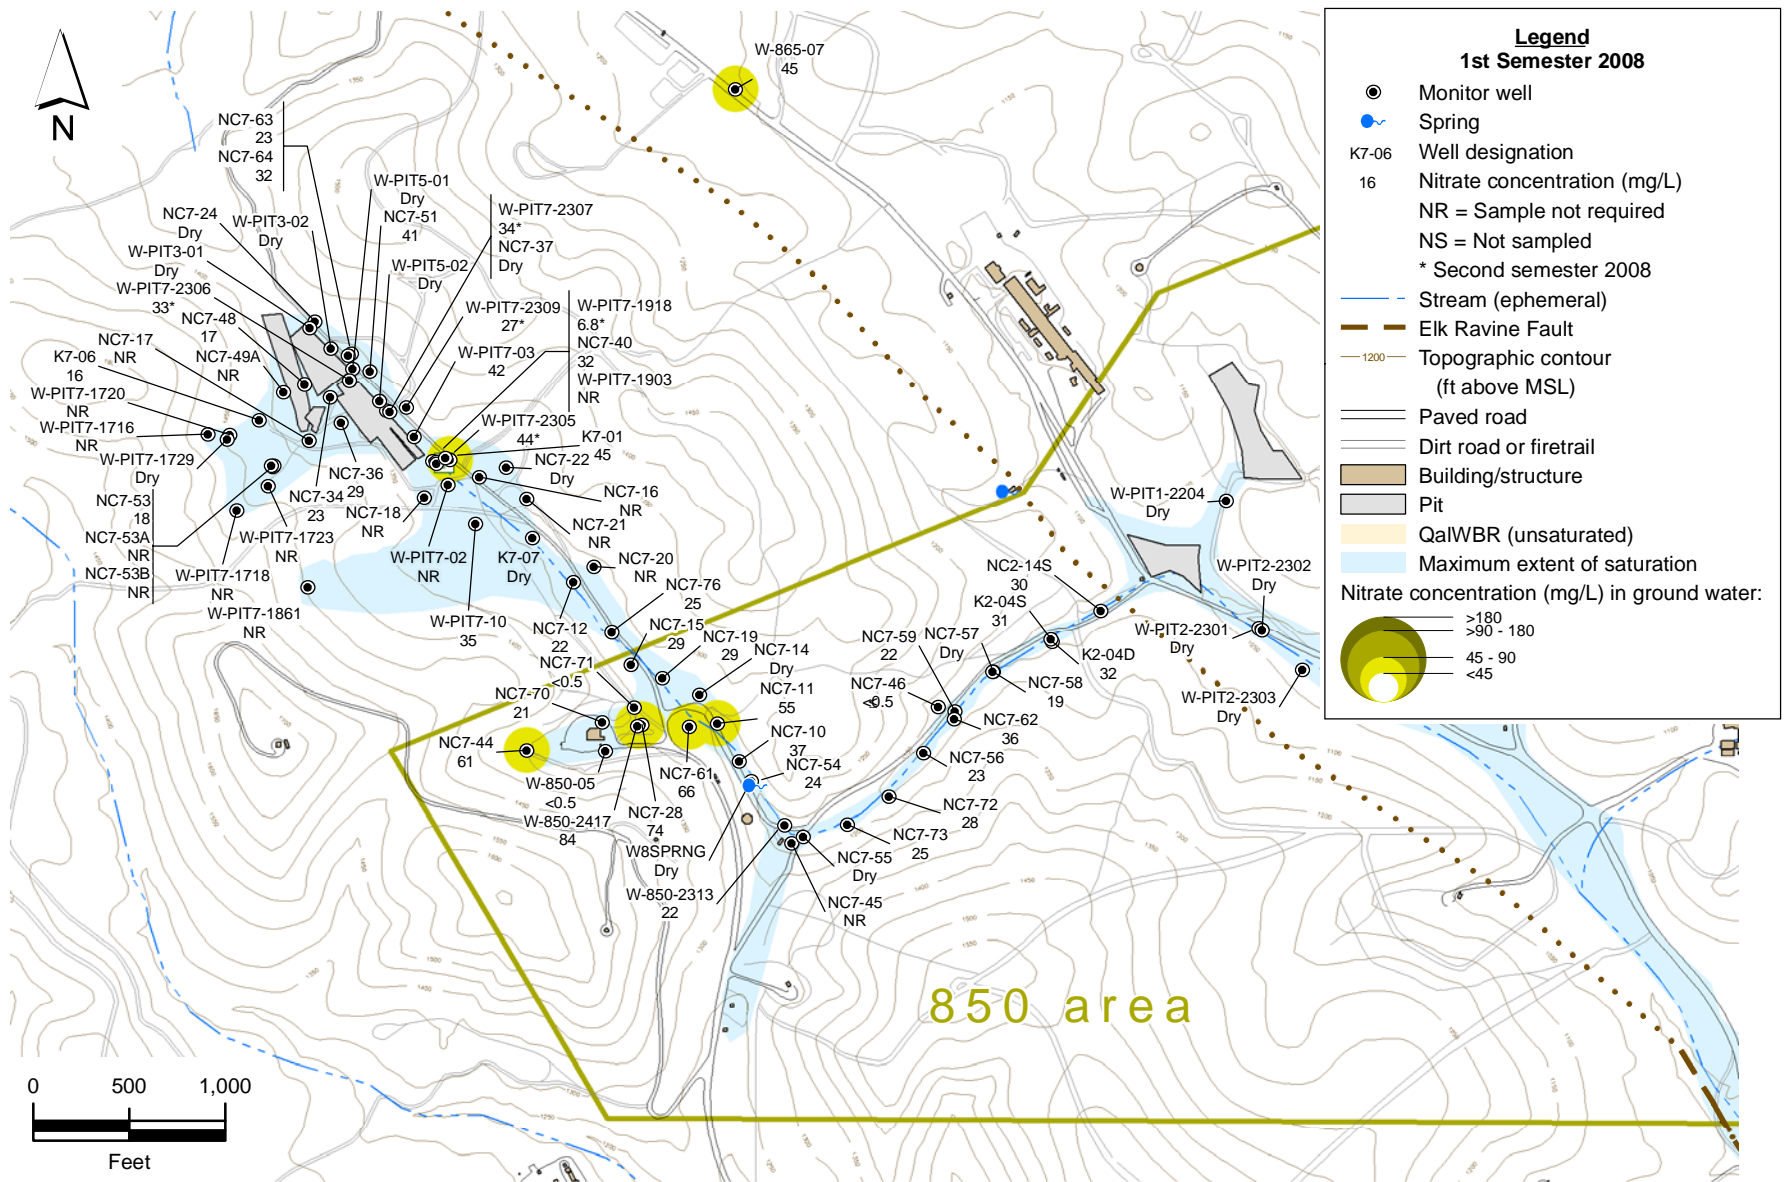 W-865-07
45
N
NC7-63
23
NC7-64
32
W-PIT5-01
Dry
NC7-51
41
W-PIT5-02
Dry
NC7-24
Dry
W-PIT3-02
Dry
W-PIT3-01
Dry
W-PIT7-2306
33*
NC7-48
17
NC7-17
NR
NC7-49A
NR
K7-06
16
W-PIT7-1720
NR
W-PIT7-1716
NR
W-PIT7-1729
Dry
W-PIT7-2307
34*
NC7-37
Dry
W-PIT7-2309
27*
W-PIT7-03
42
W-PIT7-1918
6.8*
NC7-40
32
W-PIT7-1903
NR
W-PIT7-2305
44*
K7-01
45
NC7-22
Dry
NC7-16
NR
NC7-21
NR
NC7-20
NR
NC7-36
29
NC7-34
23
NC7-18
NR
NC7-53
18
NC7-53A
NR
NC7-53B
NR
W-PIT7-1723
NR
W-PIT7-1718
NR
W-PIT7-1861
NR
W-PIT7-02
NR
K7-07
Dry
W-PIT7-10
35
NC7-12
22
NC7-76
25
NC7-15
29
NC7-19
29
NC7-14
Dry
NC7-11
55
NC7-71
<0.5
NC7-70
21
NC7-44
61
W-850-05
<0.5
W-850-2417
84
NC7-28
74
NC7-61
66
NC7-10
37
NC7-54
24
W8SPRNG
Dry
W-850-2313
22
NC7-55
Dry
NC7-45
NR
NC7-73
25
NC7-72
28
NC7-56
23
NC7-62
36
NC7-46
<0.5
NC7-59
22
NC7-57
Dry
NC7-58
19
K2-04S
31
K2-04D
32
NC2-14S
30
W-PIT1-2204
Dry
W-PIT2-2302
Dry
W-PIT2-2301
Dry
W-PIT2-2303
Dry
850 area
0 500 1,000
Feet
Legend
1st Semester 2008
Monitor well
Spring
K7-06 Well designation
16 Nitrate concentration (mg/L)
NR = Sample not required
NS = Not sampled
* Second semester 2008
Stream (ephemeral)
Elk Ravine Fault
1200 Topographic contour
(ft above MSL)
Paved road
Dirt road or firetrail
Building/structure
Pit
QalWBR (unsaturated)
Maximum extent of saturation
Nitrate concentration (mg/L) in ground water:
>180
>90 - 180
45 - 90
<45